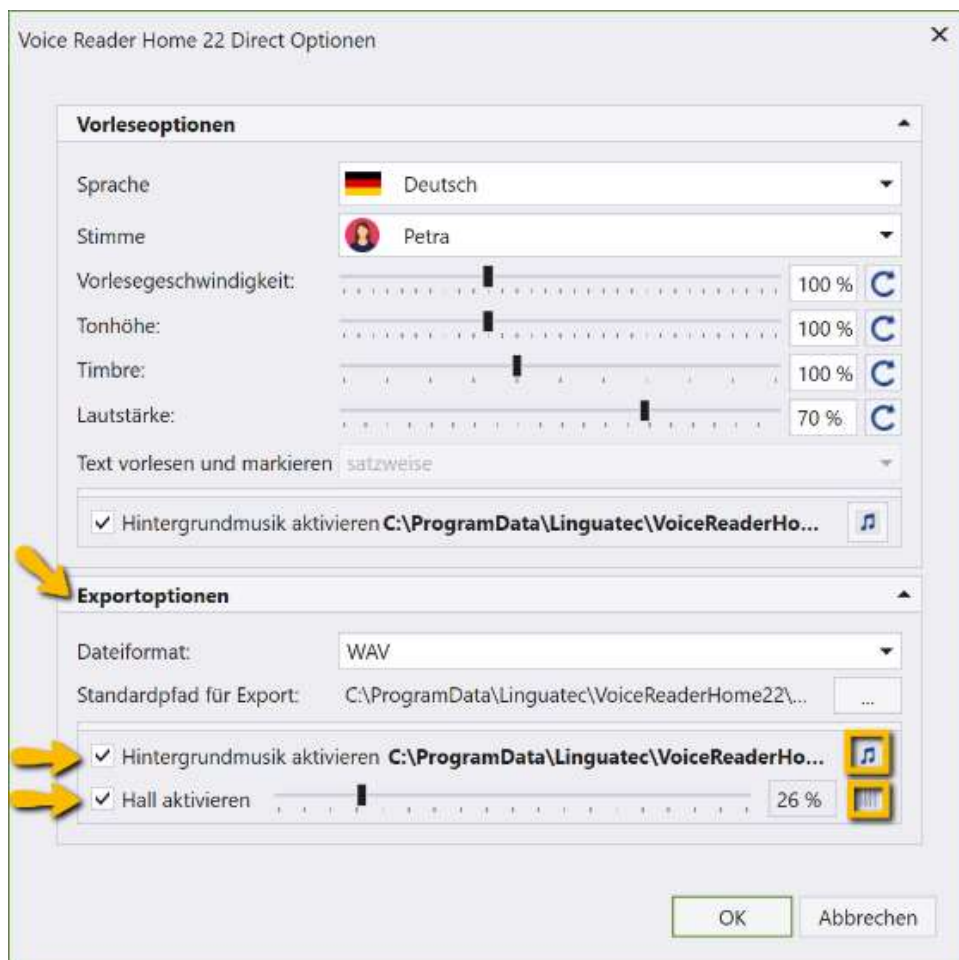 Voice Reader Home 22 Direct Optionen
Vorleseoptionen
Sprache Deutsch
Stimme Petra
Vorlesegeschwindigkeit: 100 %
Tonhöhe: 100 %
Timbre: 100 %
Lautstärke: 70 %
Text vorlesen und markieren satzweise
Hintergrundmusik aktivieren C:\ProgramData\Linguatec\VoiceReaderHo...
Exportoptionen
Dateiformat: WAV
Standardpfad für Export: C:\ProgramData\Linguatec\VoiceReaderHome22\... ...
Hintergrundmusik aktivieren C:\ProgramData\Linguatec\VoiceReaderHo...
Hall aktivieren 26 %
OK Abbrechen